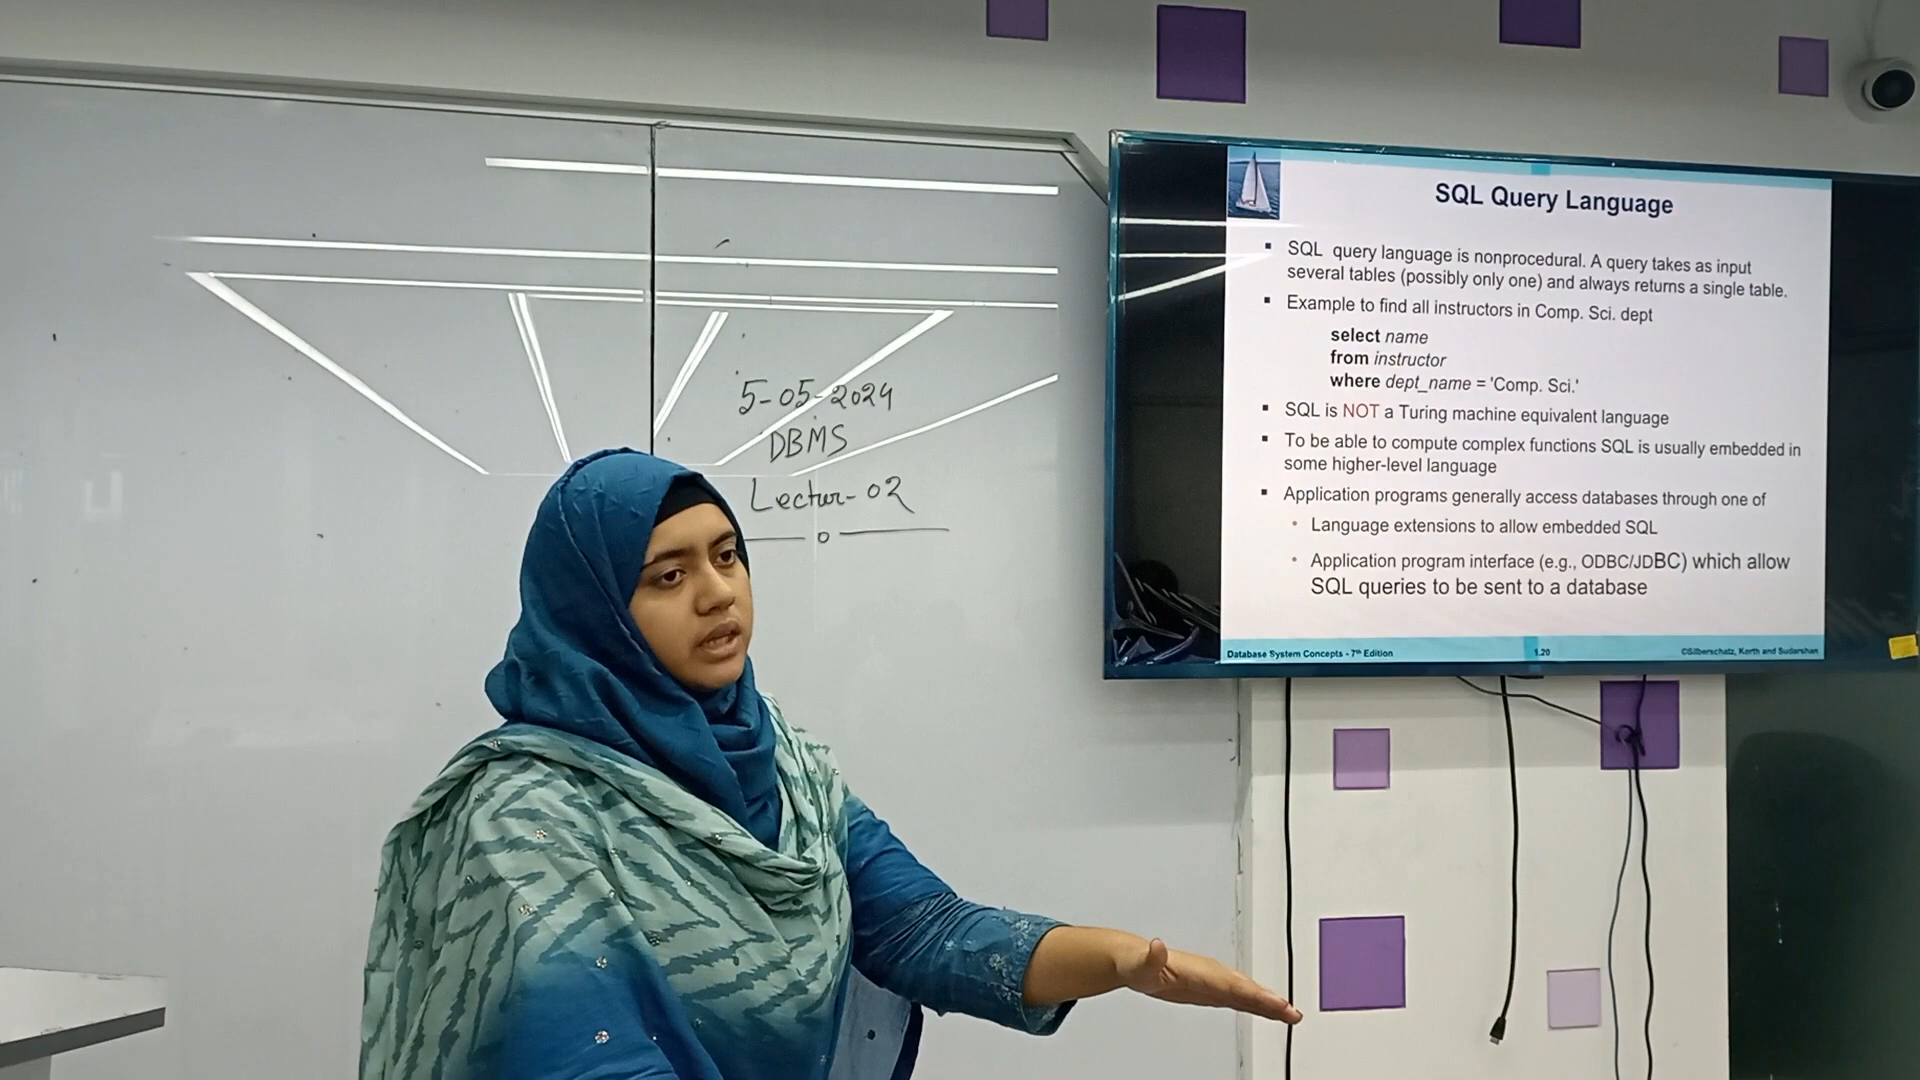 5-05-2024
DBMS
Lectur-02
SQL Query Language
▪ SQL query language is nonprocedural. A query takes as input
several tables (possibly only one) and always returns a single table.
▪ Example to find all instructors in Comp. Sci. dept
select name
from instructor
where dept_name = 'Comp. Sci.'
▪ SQL is NOT a Turing machine equivalent language
▪ To be able to compute complex functions SQL is usually embedded in
some higher-level language
▪ Application programs generally access databases through one of
• Language extensions to allow embedded SQL
• Application program interface (e.g., ODBC/JDBC) which allow
SQL queries to be sent to a database
Database System Concepts - 7th Edition 1.20 ©Silberschatz, Korth and Sudarshan